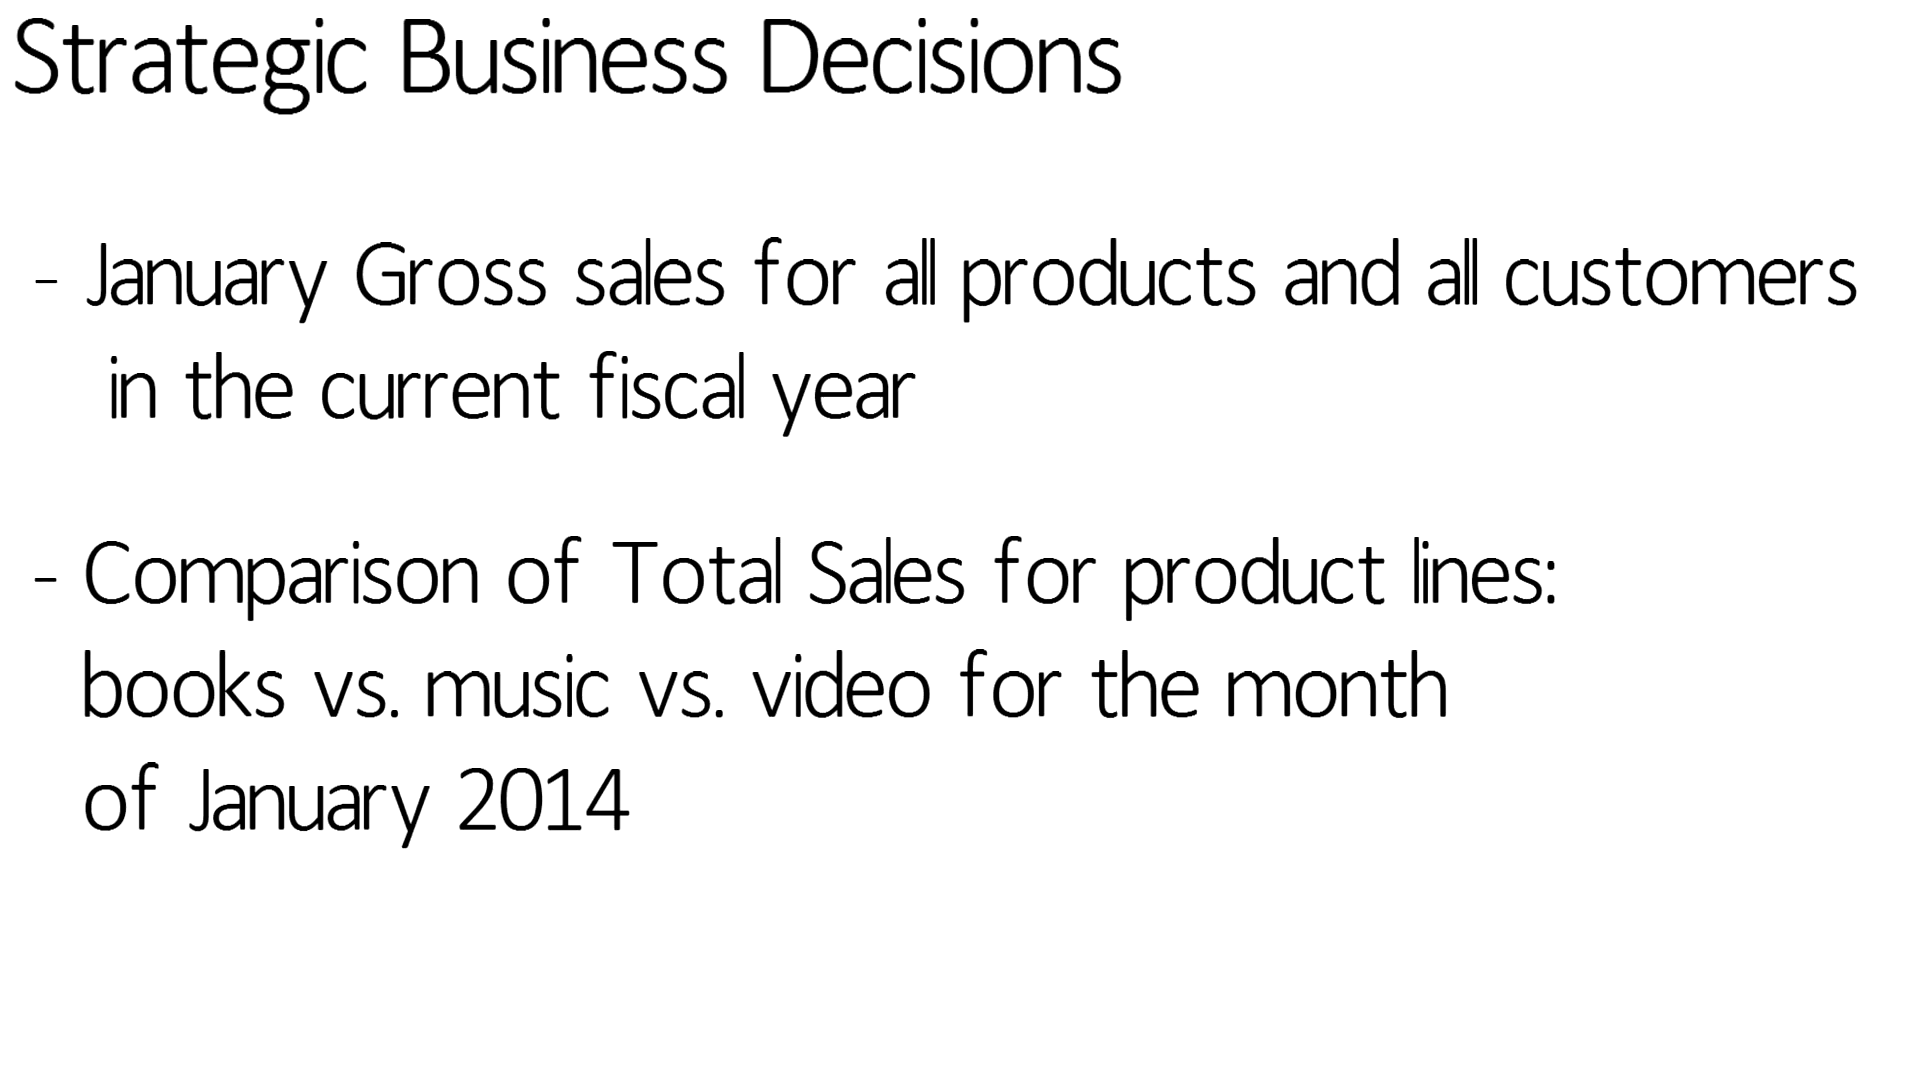 Strategic Business Decisions
- January Gross sales for all products and all customers
in the current fiscal year
- Comparison of Total Sales for product lines:
books vs. music vs. video for the month
of January 2014